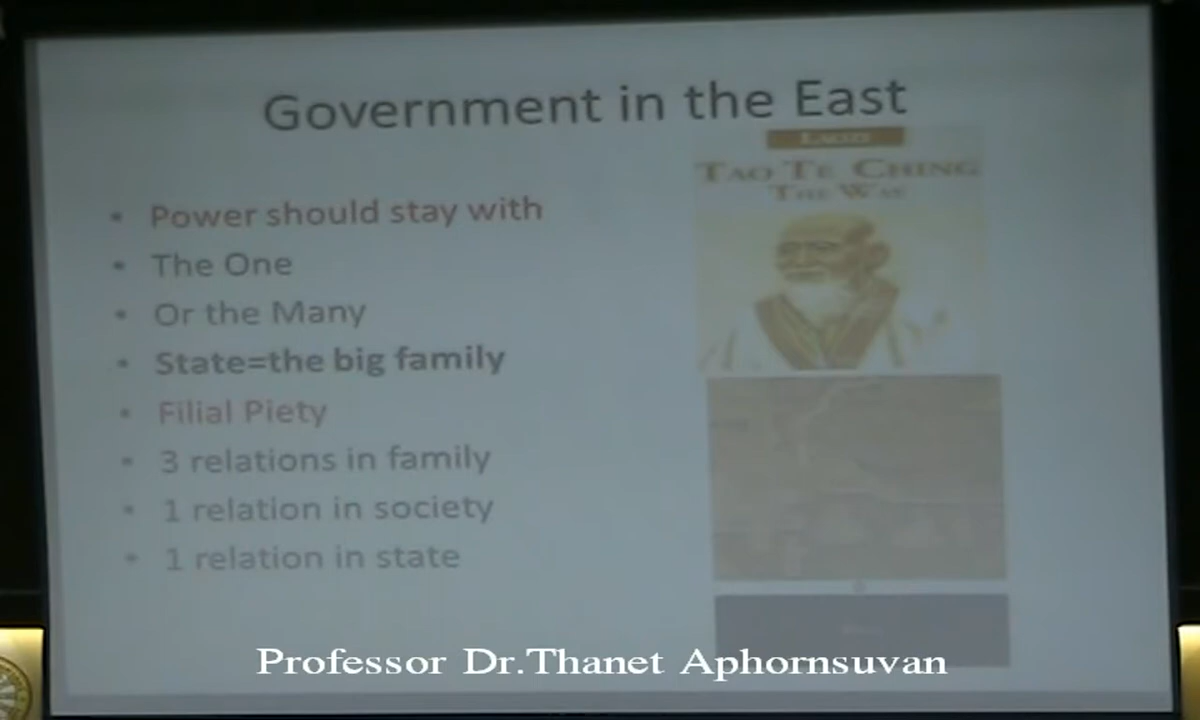 Government in the East
LAOZI
TAO TE CHING
THE WAY
• Power should stay with
• The One
• Or the Many
• State=the big family
• Filial Piety
• 3 relations in family
• 1 relation in society
• 1 relation in state
Professor Dr.Thanet Aphornsuvan